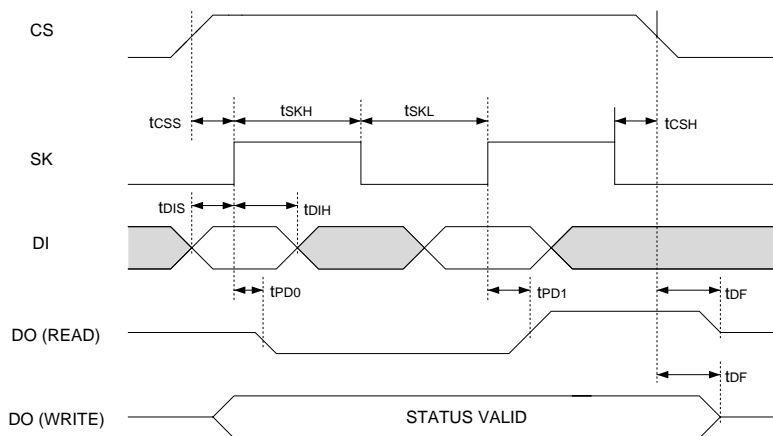 CS
tCSS tSKH tSKL tCSH
SK
tDIS tDIH
DI
tPD0 tPD1 tDF
DO (READ)
tDF
DO (WRITE) STATUS VALID